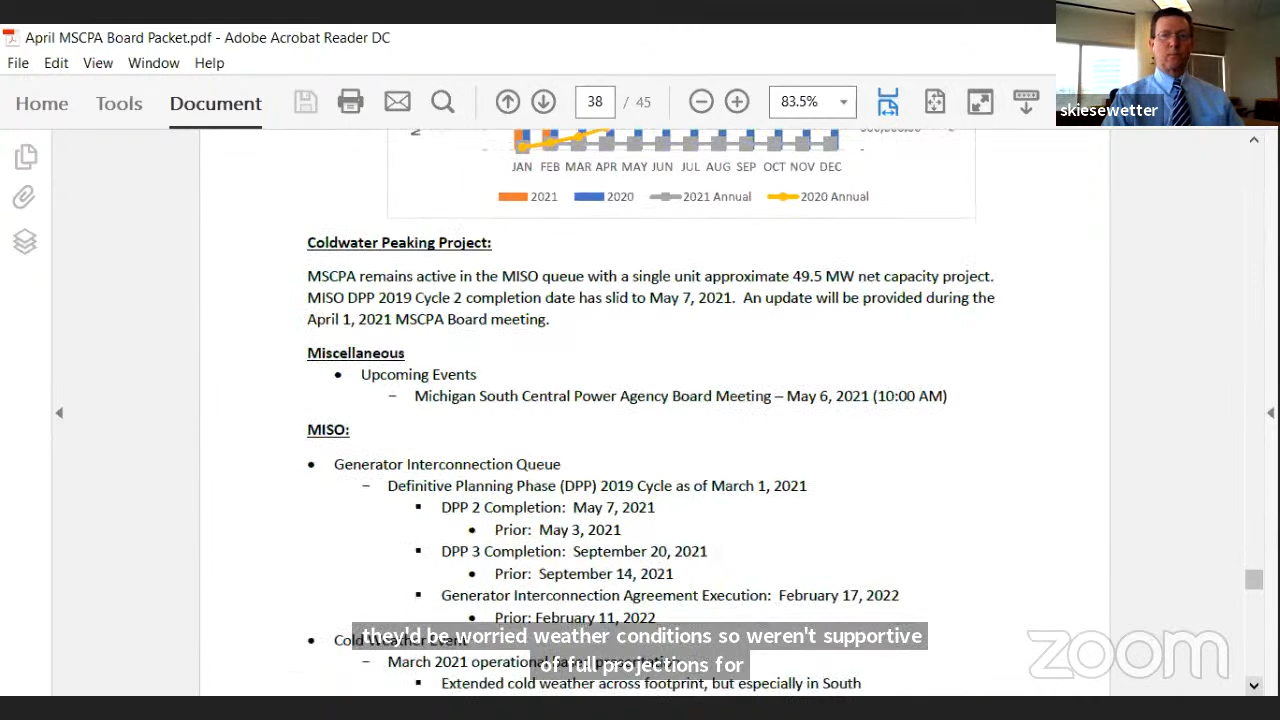 April MSCPA Board Packet.pdf - Adobe Acrobat Reader DC
File Edit View Window Help
Home Tools Document 38 / 45 83.5%
skiesewetter
JAN FEB MAR APR MAY JUN JUL AUG SEP OCT NOV DEC
2021 2020 2021 Annual 2020 Annual
Coldwater Peaking Project:
MSCPA remains active in the MISO queue with a single unit approximate 49.5 MW net capacity project.
MISO DPP 2019 Cycle 2 completion date has slid to May 7, 2021. An update will be provided during the
April 1, 2021 MSCPA Board meeting.
Miscellaneous
• Upcoming Events
– Michigan South Central Power Agency Board Meeting – May 6, 2021 (10:00 AM)
MISO:
• Generator Interconnection Queue
– Definitive Planning Phase (DPP) 2019 Cycle as of March 1, 2021
▪ DPP 2 Completion: May 7, 2021
• Prior: May 3, 2021
▪ DPP 3 Completion: September 20, 2021
• Prior: September 14, 2021
▪ Generator Interconnection Agreement Execution: February 17, 2022
• Prior: February 11, 2022
they'd be worried weather conditions so weren't supportive
of full projections for
• Cold Weather Event
– March 2021 operational
▪ Extended cold weather across footprint, but especially in South
zoom